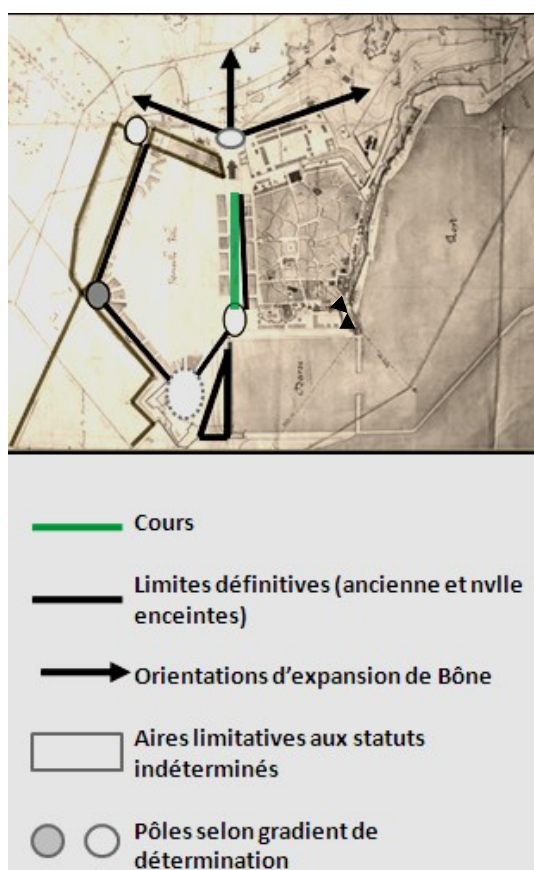 Port
Cours
Limites définitives (ancienne et nvlle
enceintes)
Orientations d'expansion de Bône
Aires limitatives aux statuts
indéterminés
Pôles selon gradient de
détermination